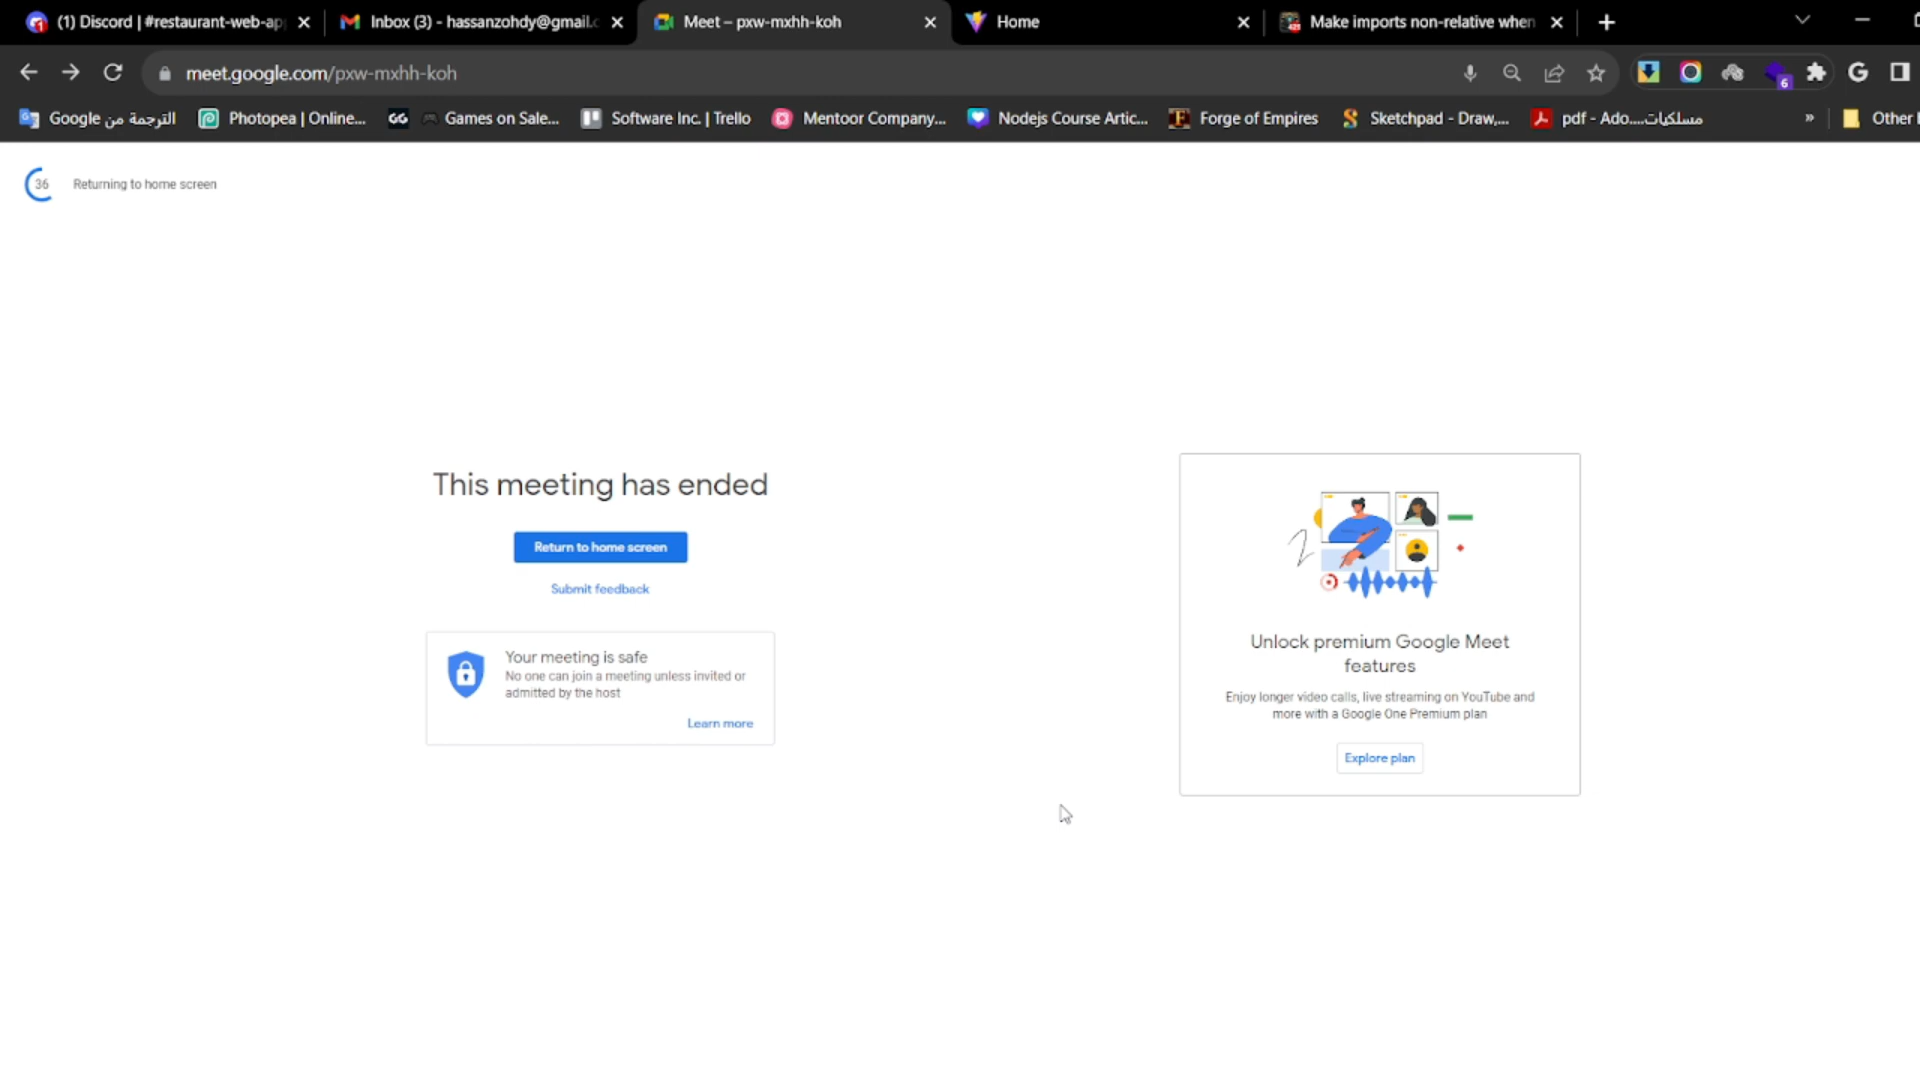 (1) Discord | #restaurant-web-ap
Inbox (3) - hassanzohdy@gmail.c
Meet – pxw-mxhh-koh
Home
Make imports non-relative when
meet.google.com/pxw-mxhh-koh
6
الترجمة من Google
Photopea | Online...
GG
Games on Sale...
Software Inc. | Trello
Mentoor Company...
Nodejs Course Artic...
Forge of Empires
Sketchpad - Draw,...
pdf - Ado....مسلكيات
»
Other
36
Returning to home screen
This meeting has ended
Return to home screen
Submit feedback
Your meeting is safe
No one can join a meeting unless invited or
admitted by the host
Learn more
Unlock premium Google Meet
features
Enjoy longer video calls, live streaming on YouTube and
more with a Google One Premium plan
Explore plan